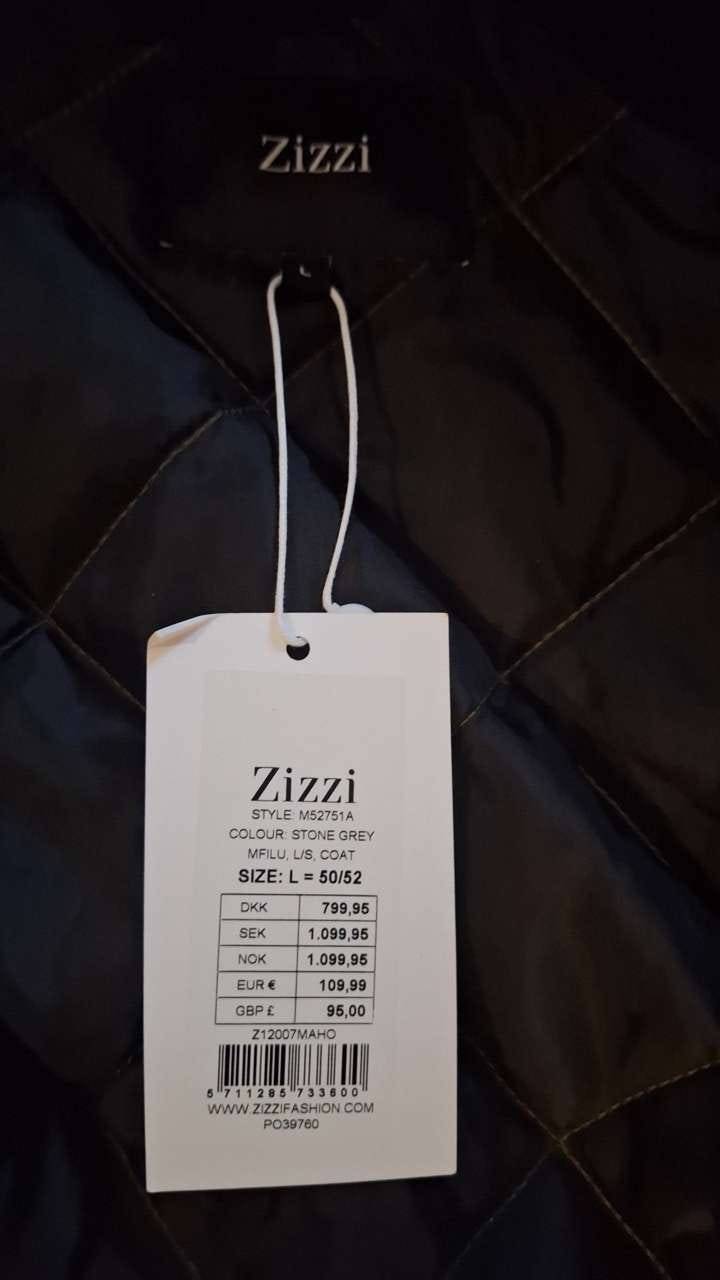 Zizzi
L
Zizzi
STYLE: M52751A
COLOUR: STONE GREY
MFILU, L/S, COAT
SIZE: L = 50/52
DKK 799,95
SEK 1.099,95
NOK 1.099,95
EUR € 109,99
GBP £ 95,00
Z12007MAHO
5 711285 733600
WWW.ZIZZIFASHION.COM
PO39760